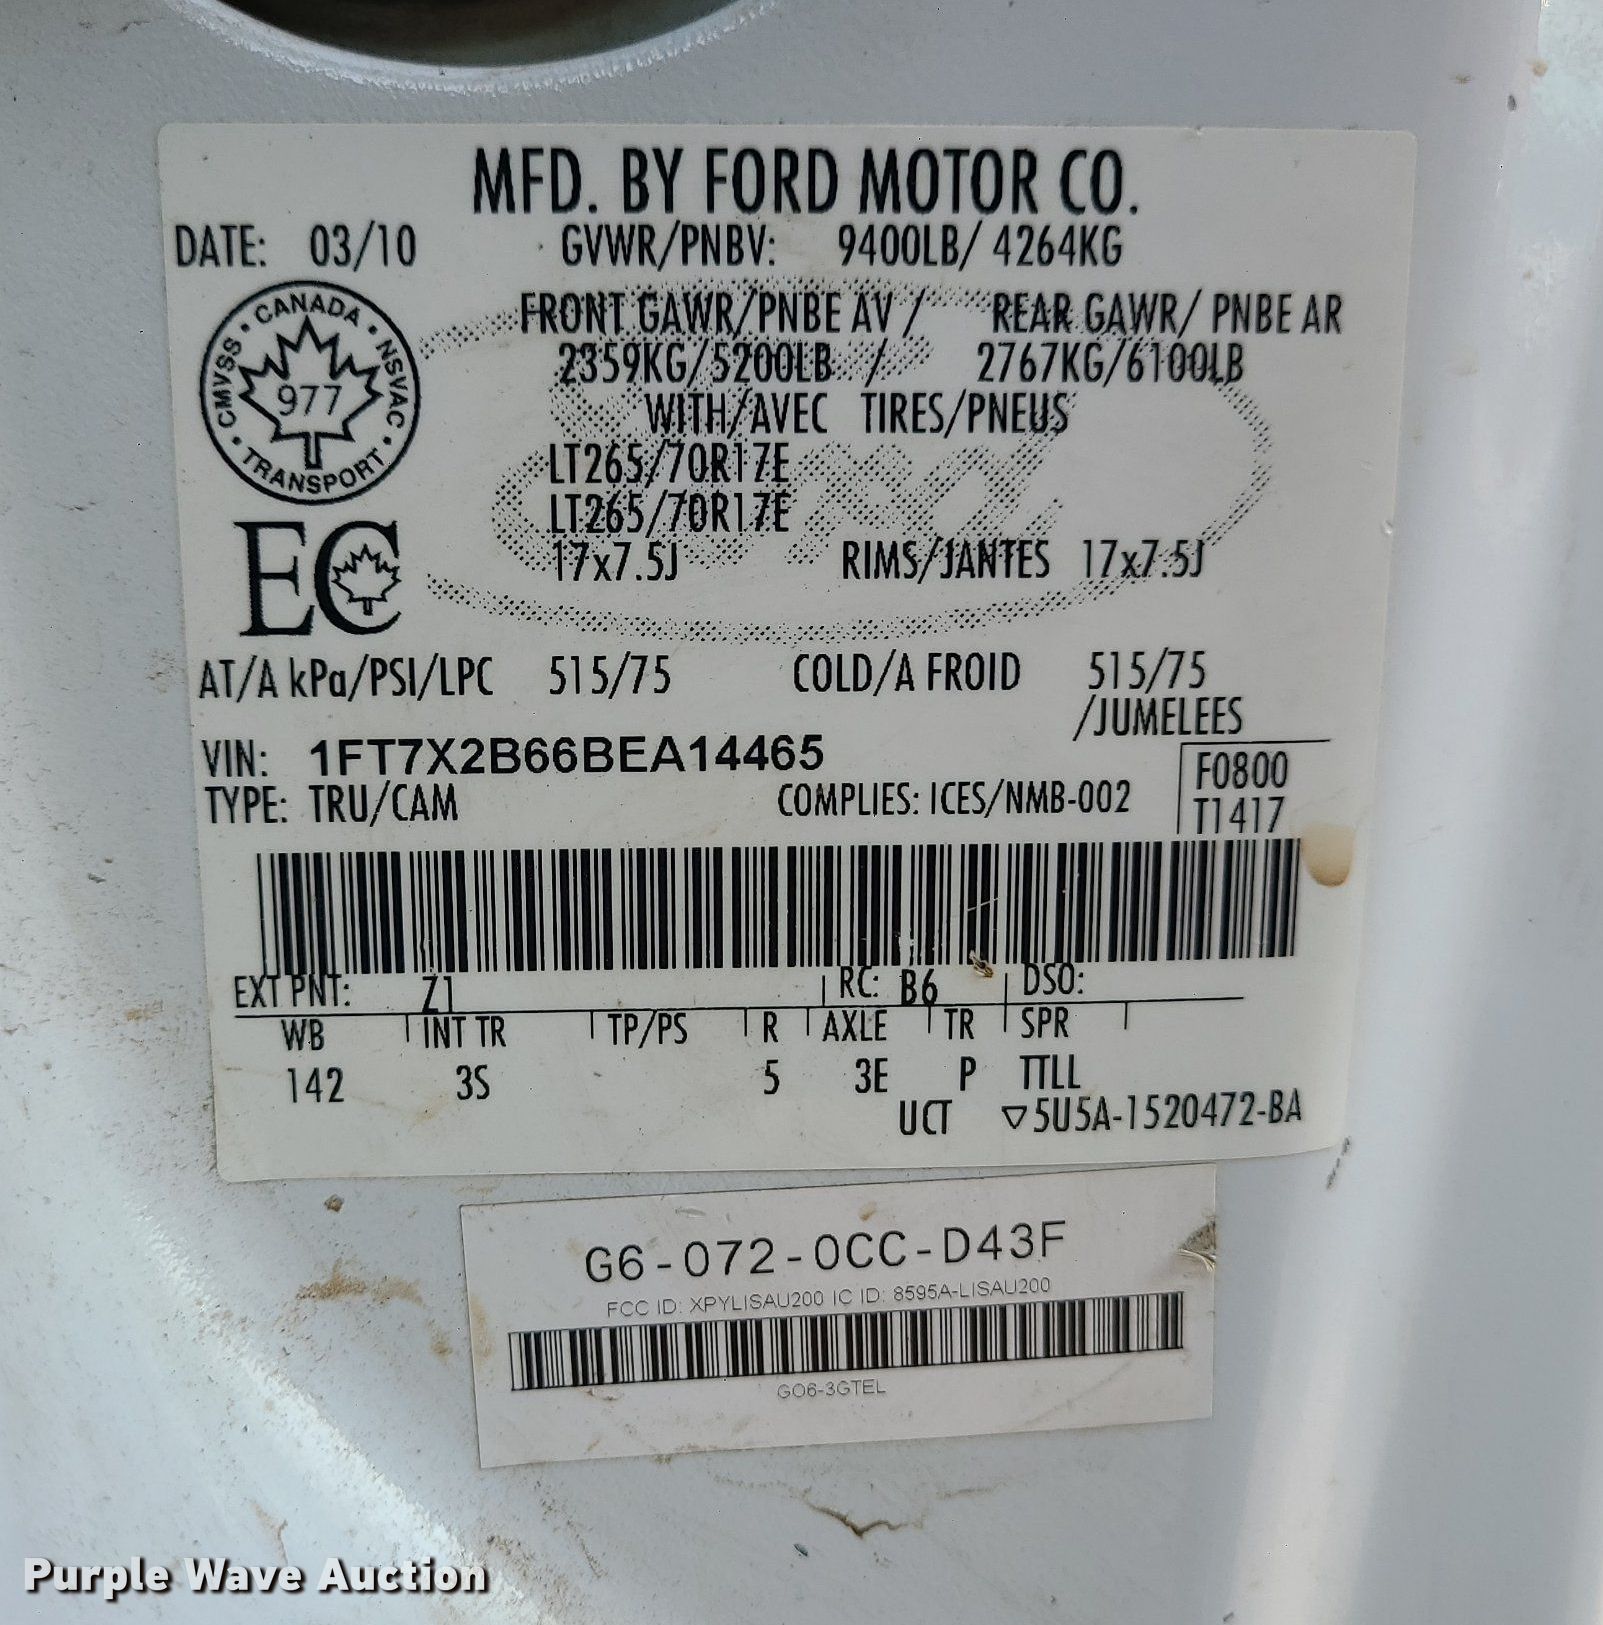 MFD. BY FORD MOTOR CO.
DATE: 03/10 GVWR/PNBV: 9400LB/ 4264KG
FRONT GAWR/PNBE AV / REAR GAWR/ PNBE AR
2359KG/5200LB / 2767KG/6100LB
WITH/AVEC TIRES/PNEUS
LT265/70R17E
LT265/70R17E
17x7.5J RIMS/JANTES 17x7.5J
CANADA • NSVAC • TRANSPORT • CMVSS •
977
EC
AT/A kPa/PSI/LPC 515/75 COLD/A FROID 515/75
/JUMELEES
VIN: 1FT7X2B66BEA14465
TYPE: TRU/CAM COMPLIES: ICES/NMB-002
F0800
T1417
EXT PNT: Z1 RC: B6 DSO:
WB INT TR TP/PS R AXLE TR SPR
142 3S 5 3E P TTLL
UCT ▽5U5A-1520472-BA
G6-072-0CC-D43F
FCC ID: XPYLISAU200 IC ID: 8595A-LISAU200
GO6-3GTEL
Purple Wave Auction